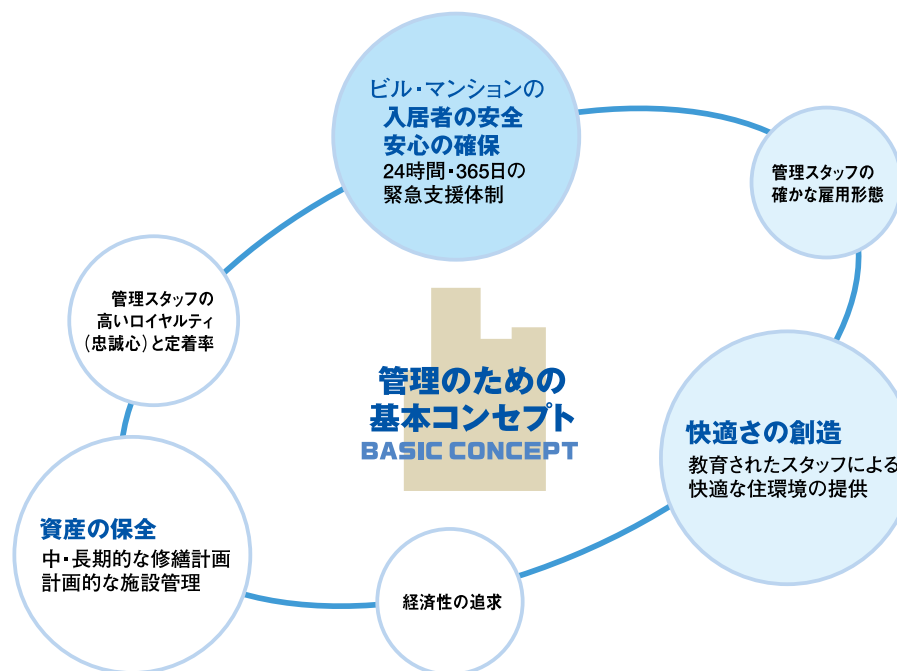 ビル・マンションの
入居者の安全
安心の確保
24時間・365日の
緊急支援体制
管理スタッフの
確かな雇用形態
管理スタッフの
高いロイヤルティ
(忠誠心)と定着率
管理のための
基本コンセプト
BASIC CONCEPT
快適さの創造
教育されたスタッフによる
快適な住環境の提供
資産の保全
中・長期的な修繕計画
計画的な施設管理
経済性の追求